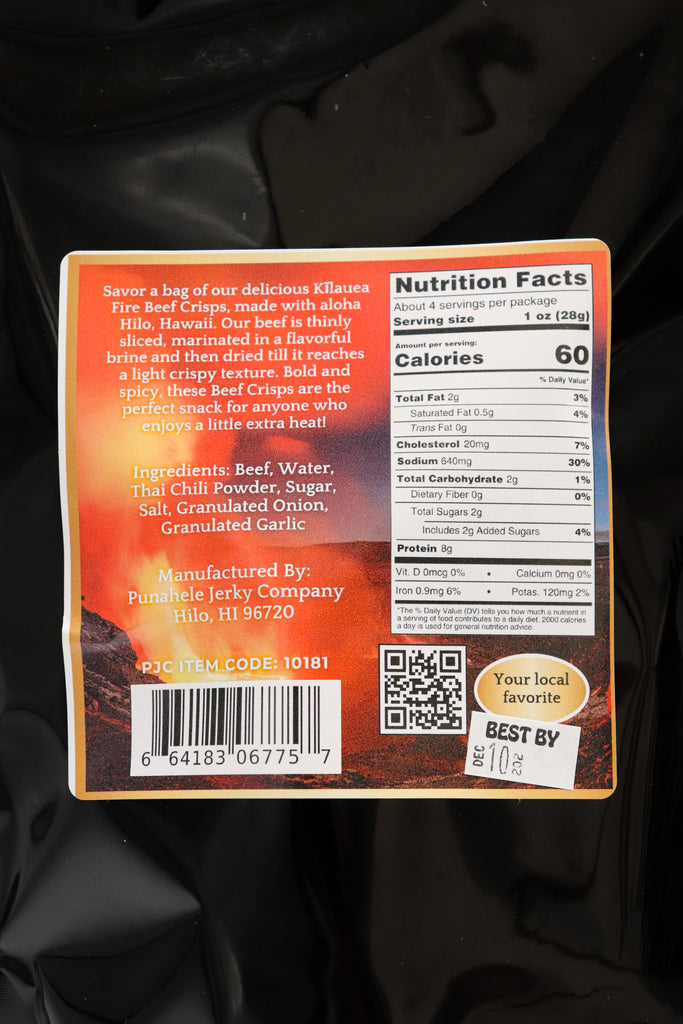 Savor a bag of our delicious Kīlauea
Fire Beef Crisps, made with aloha
Hilo, Hawaii. Our beef is thinly
sliced, marinated in a flavorful
brine and then dried till it reaches
a light crispy texture. Bold and
spicy, these Beef Crisps are the
perfect snack for anyone who
enjoys a little extra heat!
Ingredients: Beef, Water,
Thai Chili Powder, Sugar,
Salt, Granulated Onion,
Granulated Garlic
Manufactured By:
Punahele Jerky Company
Hilo, HI 96720
PJC ITEM CODE: 10181
6 64183 06775 7
Nutrition Facts
About 4 servings per package
Serving size 1 oz (28g)
Amount per serving:
Calories 60
% Daily Value*
Total Fat 2g 3%
Saturated Fat 0.5g 4%
Trans Fat 0g
Cholesterol 20mg 7%
Sodium 640mg 30%
Total Carbohydrate 2g 1%
Dietary Fiber 0g 0%
Total Sugars 2g
Includes 2g Added Sugars 4%
Protein 8g
Vit. D 0mcg 0% • Calcium 0mg 0%
Iron 0.9mg 6% • Potas. 120mg 2%
*The % Daily Value (DV) tells you how much a nutrient in
a serving of food contributes to a daily diet. 2000 calories
a day is used for general nutrition advice.
Your local
favorite
BEST BY
DEC 10